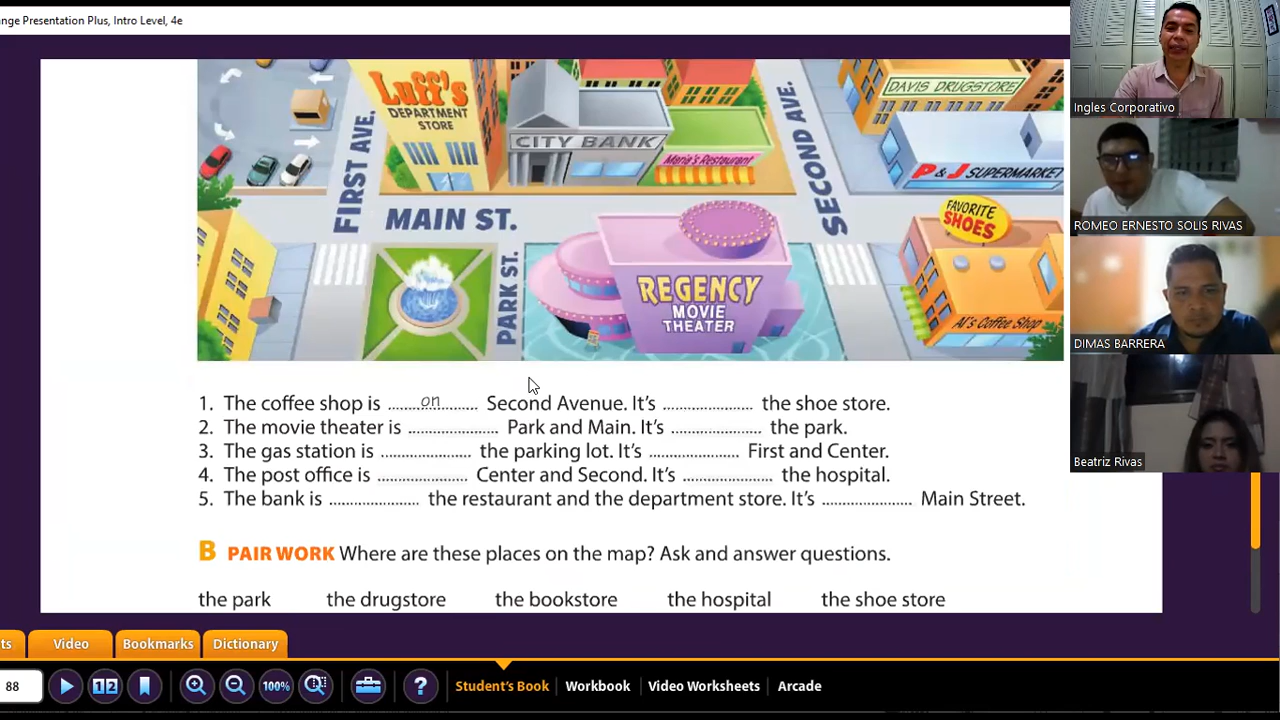 ange Presentation Plus, Intro Level, 4e
Luff's
DEPARTMENT
STORE
FIRST AVE.
CITY BANK
Maria's Restaurant
SECOND AVE.
DAVIS DRUGSTORE
P & J SUPERMARKET
MAIN ST.
PARK ST.
REGENCY
MOVIE
THEATER
FAVORITE
SHOES
Al's Coffee Shop
1. The coffee shop is on Second Avenue. It's .................... the shoe store.
2. The movie theater is .................... Park and Main. It's .................... the park.
3. The gas station is .................... the parking lot. It's .................... First and Center.
4. The post office is .................... Center and Second. It's .................... the hospital.
5. The bank is .................... the restaurant and the department store. It's .................... Main Street.
B PAIR WORK Where are these places on the map? Ask and answer questions.
the park the drugstore the bookstore the hospital the shoe store
Ingles Corporativo
ROMEO ERNESTO SOLIS RIVAS
DIMAS BARRERA
Beatriz Rivas
ts Video Bookmarks Dictionary
88 12 100% ? Student's Book Workbook Video Worksheets Arcade